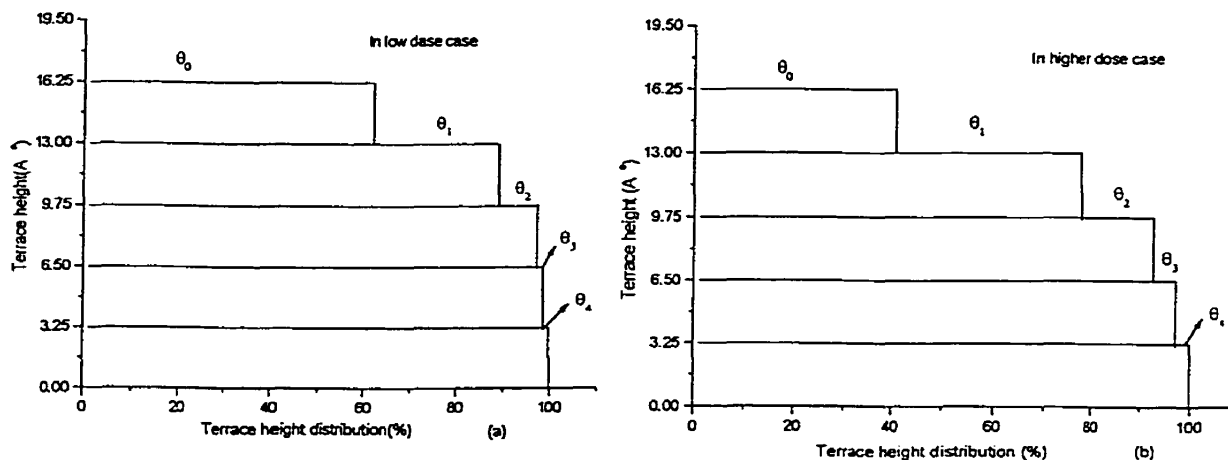 19.50
In low dase case
θ0
16.25
13.00
θ1
9.75
θ2
6.50
θ3
3.25
θ4
0.00
0 20 40 60 80 100
Terrace height(A °)
Terrace height distribution(%) (a)
19.50
In higher dose case
θ0
16.25
13.00
θ1
9.75
θ2
6.50
θ3
3.25
0.00
0 20 40 60 80 100
Terrace height (A °)
Terrace height distribution (%) (b)